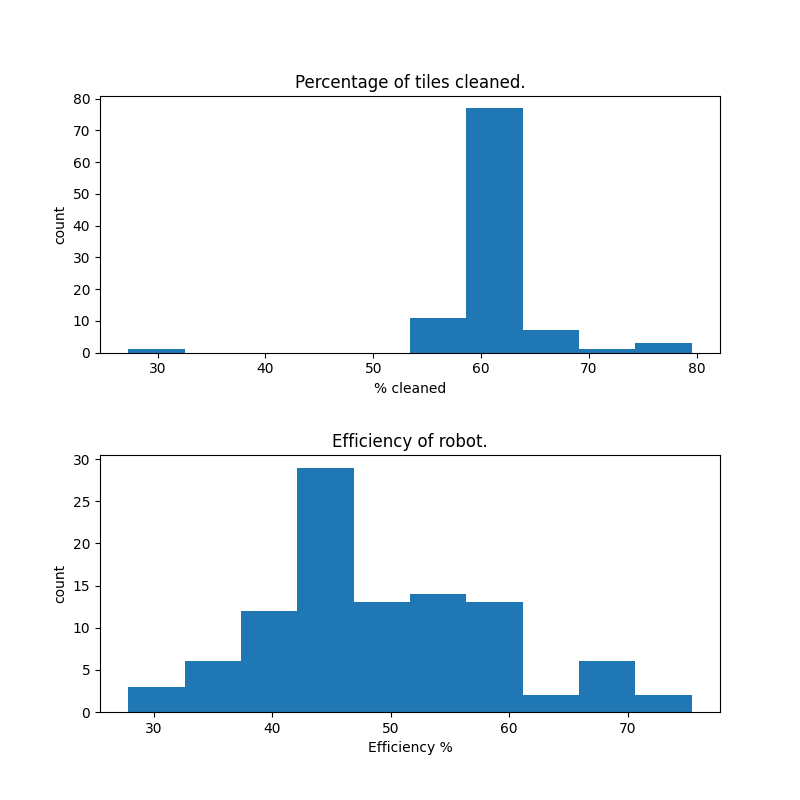 Percentage of tiles cleaned.
80
70
60
50
40
30
20
10
0
count
30 40 50 60 70 80
% cleaned
Efficiency of robot.
30
25
20
15
10
5
0
count
30 40 50 60 70
Efficiency %